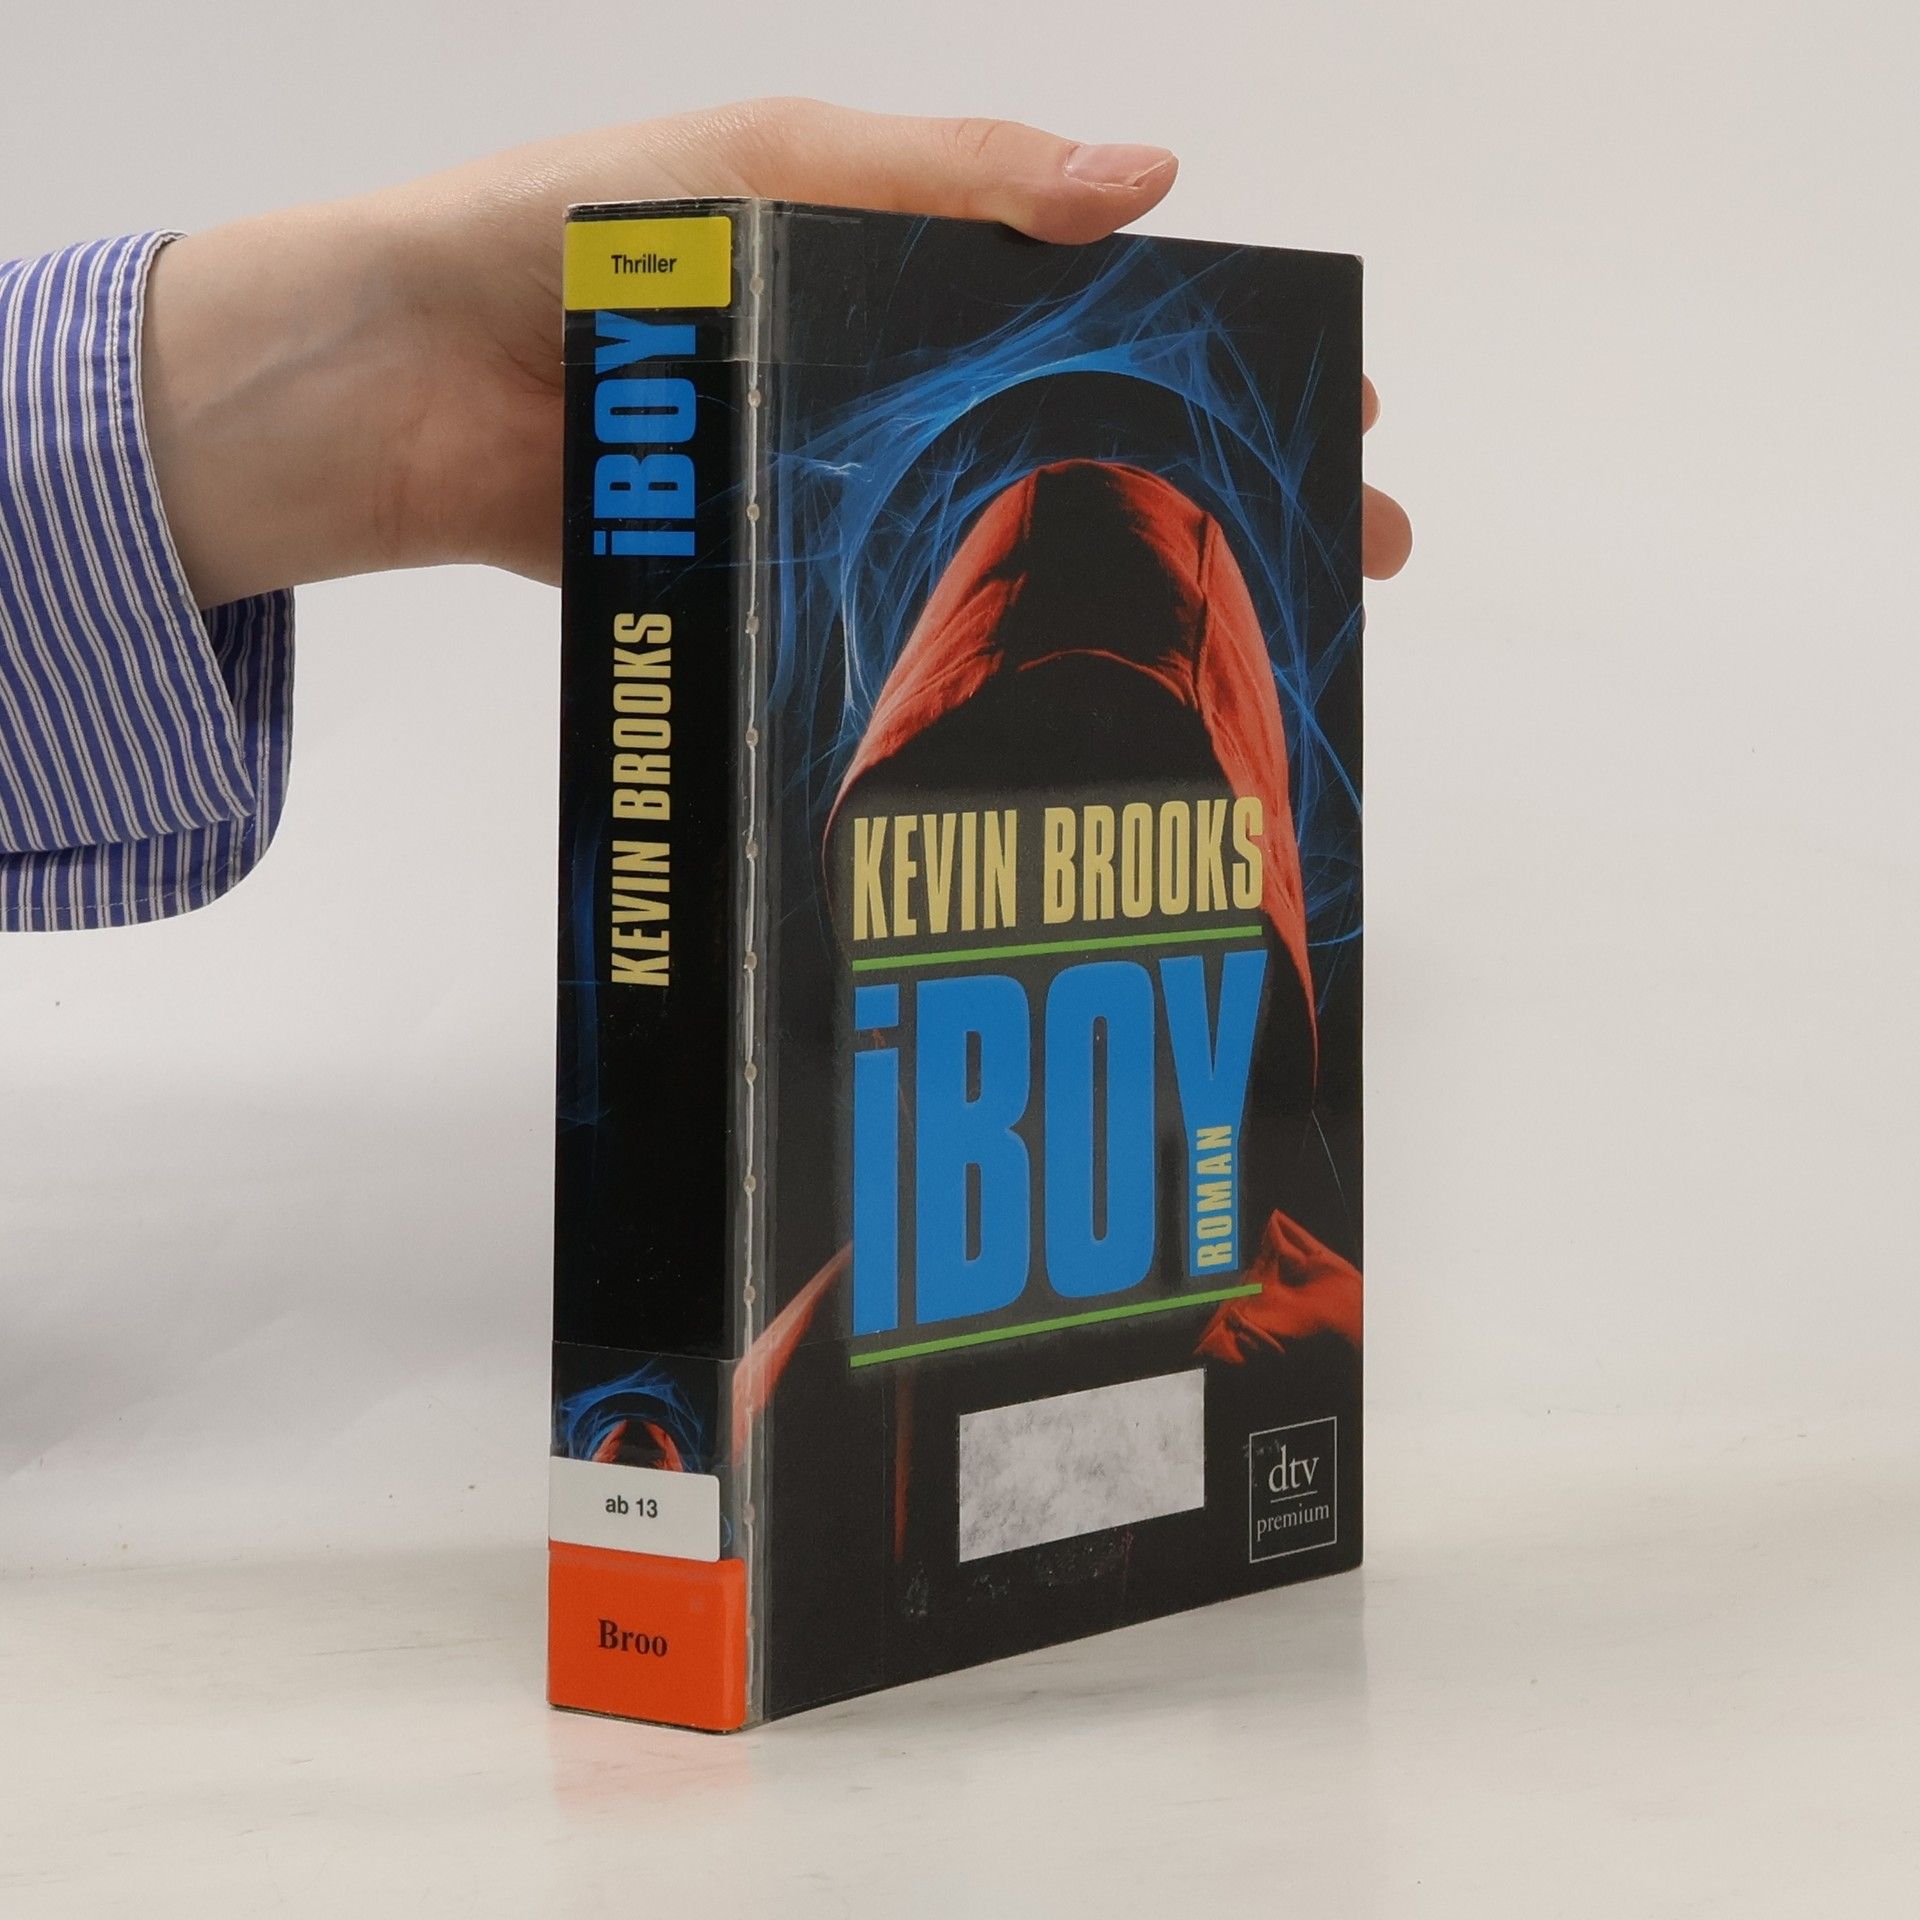 Thriller
iBOY
KEVIN BROOKS
ab 13
Broo
KEVIN BROOKS
iBOY
ROMAN
dtv
premium